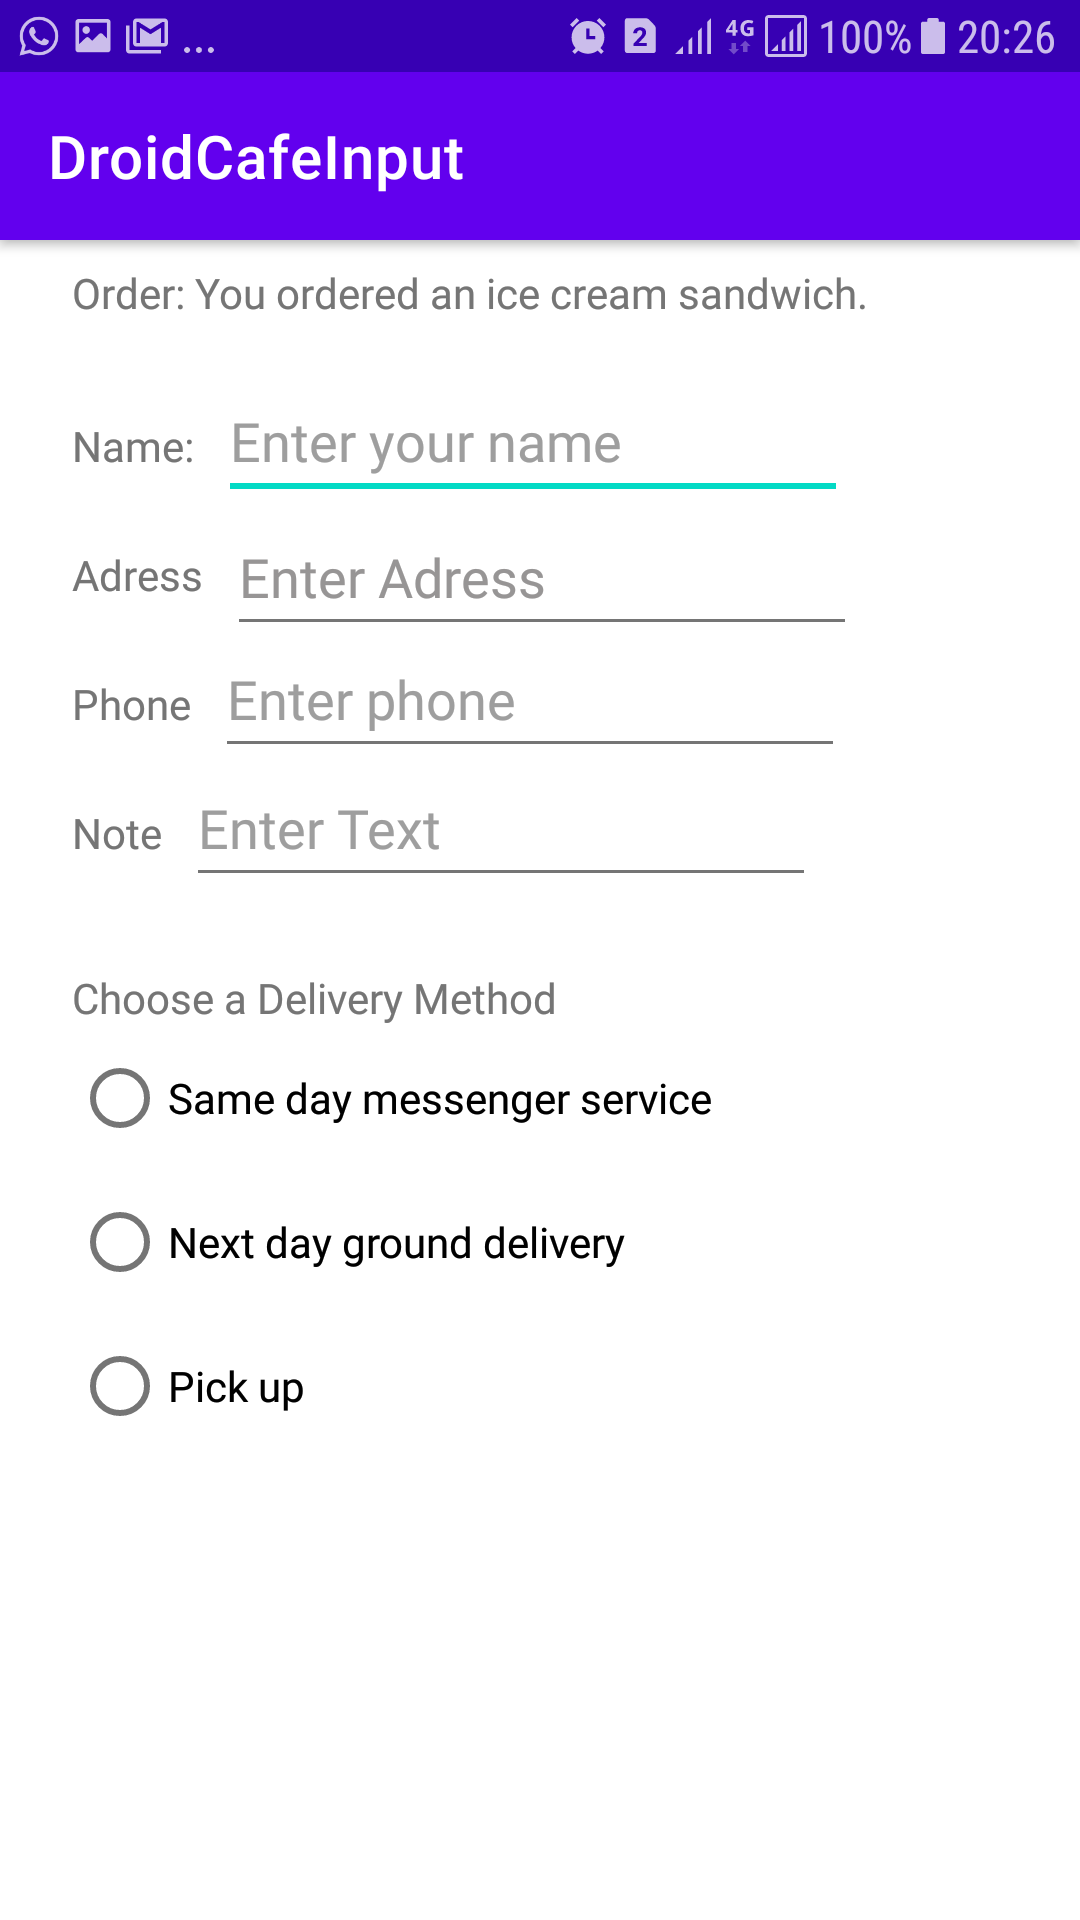 ... 2 4G 100% 20:26
DroidCafeInput
Order: You ordered an ice cream sandwich.
Name: Enter your name
Adress Enter Adress
Phone Enter phone
Note Enter Text
Choose a Delivery Method
Same day messenger service
Next day ground delivery
Pick up